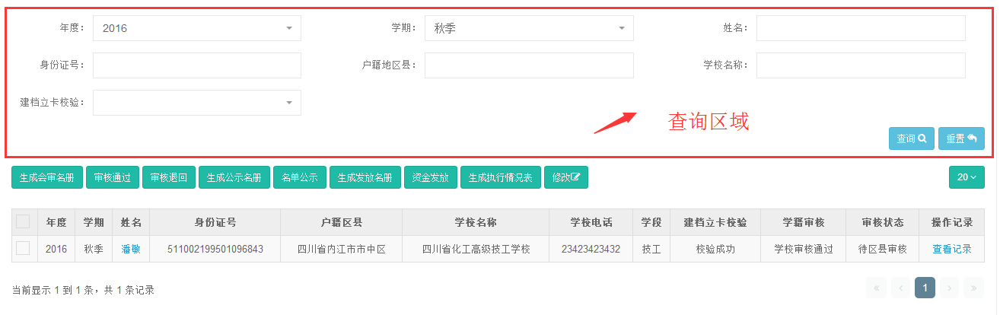 年度： 2016 学期： 秋季 姓名：
身份证号： 户籍地区县： 学校名称：
建档立卡校验：
查询区域
查询 重置
生成会审名册 审核通过 审核退回 生成公示名册 名单公示 生成发放名册 资金发放 生成执行情况表 修改 20
年度 学期 姓名 身份证号 户籍区县 学校名称 学校电话 学段 建档立卡校验 学籍审核 审核状态 操作记录
2016 秋季 潘敏 511002199501096843 四川省内江市市中区 四川省化工高级技工学校 23423423432 技工 校验成功 学校审核通过 待区县审核 查看记录
当前显示 1 到 1 条，共 1 条记录 « ‹ 1 › »